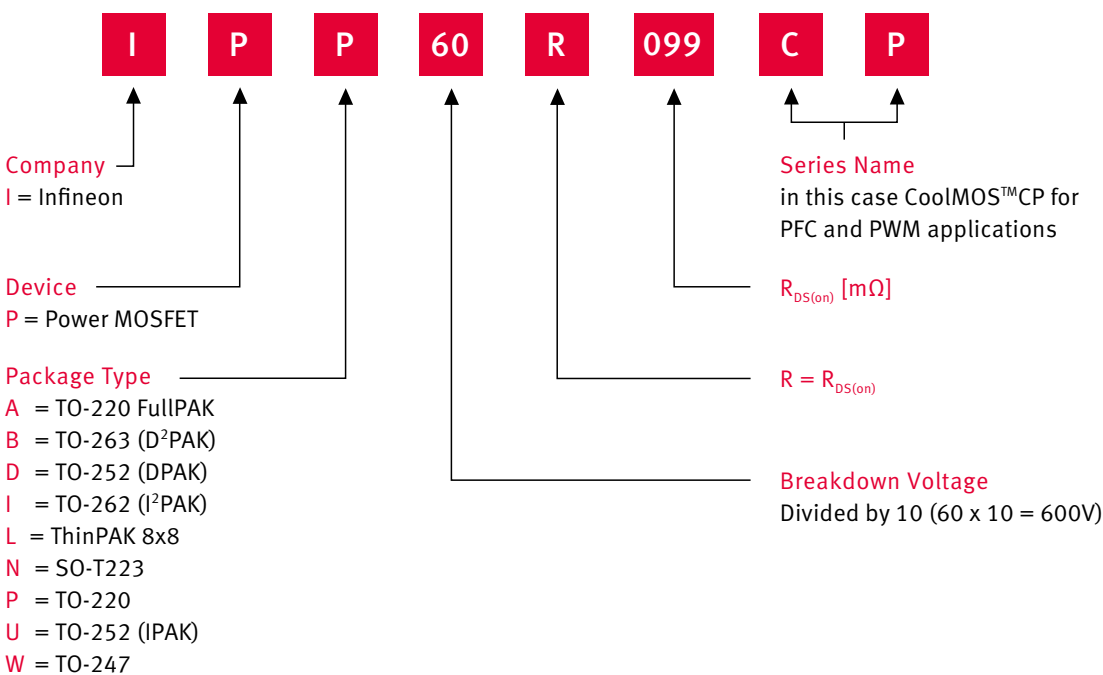 I P P 60 R 099 C P
Company
I = Infineon
Device
P = Power MOSFET
Package Type
A = TO-220 FullPAK
B = TO-263 (D²PAK)
D = TO-252 (DPAK)
I = TO-262 (I²PAK)
L = ThinPAK 8x8
N = SO-T223
P = TO-220
U = TO-252 (IPAK)
W = TO-247
Series Name
in this case CoolMOS™CP for
PFC and PWM applications
RDS(on) [mΩ]
R = RDS(on)
Breakdown Voltage
Divided by 10 (60 x 10 = 600V)